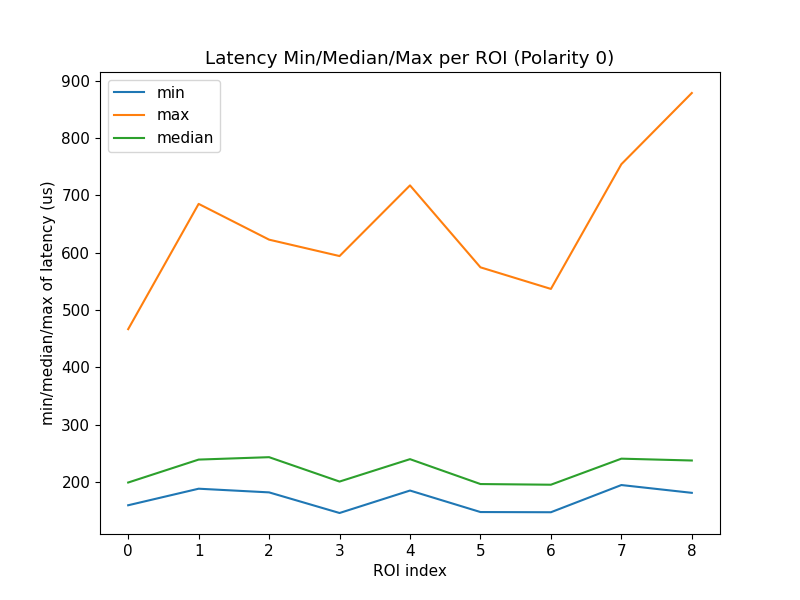 Latency Min/Median/Max per ROI (Polarity 0)
min
max
median
min/median/max of latency (us)
900
800
700
600
500
400
300
200
0 1 2 3 4 5 6 7 8
ROI index